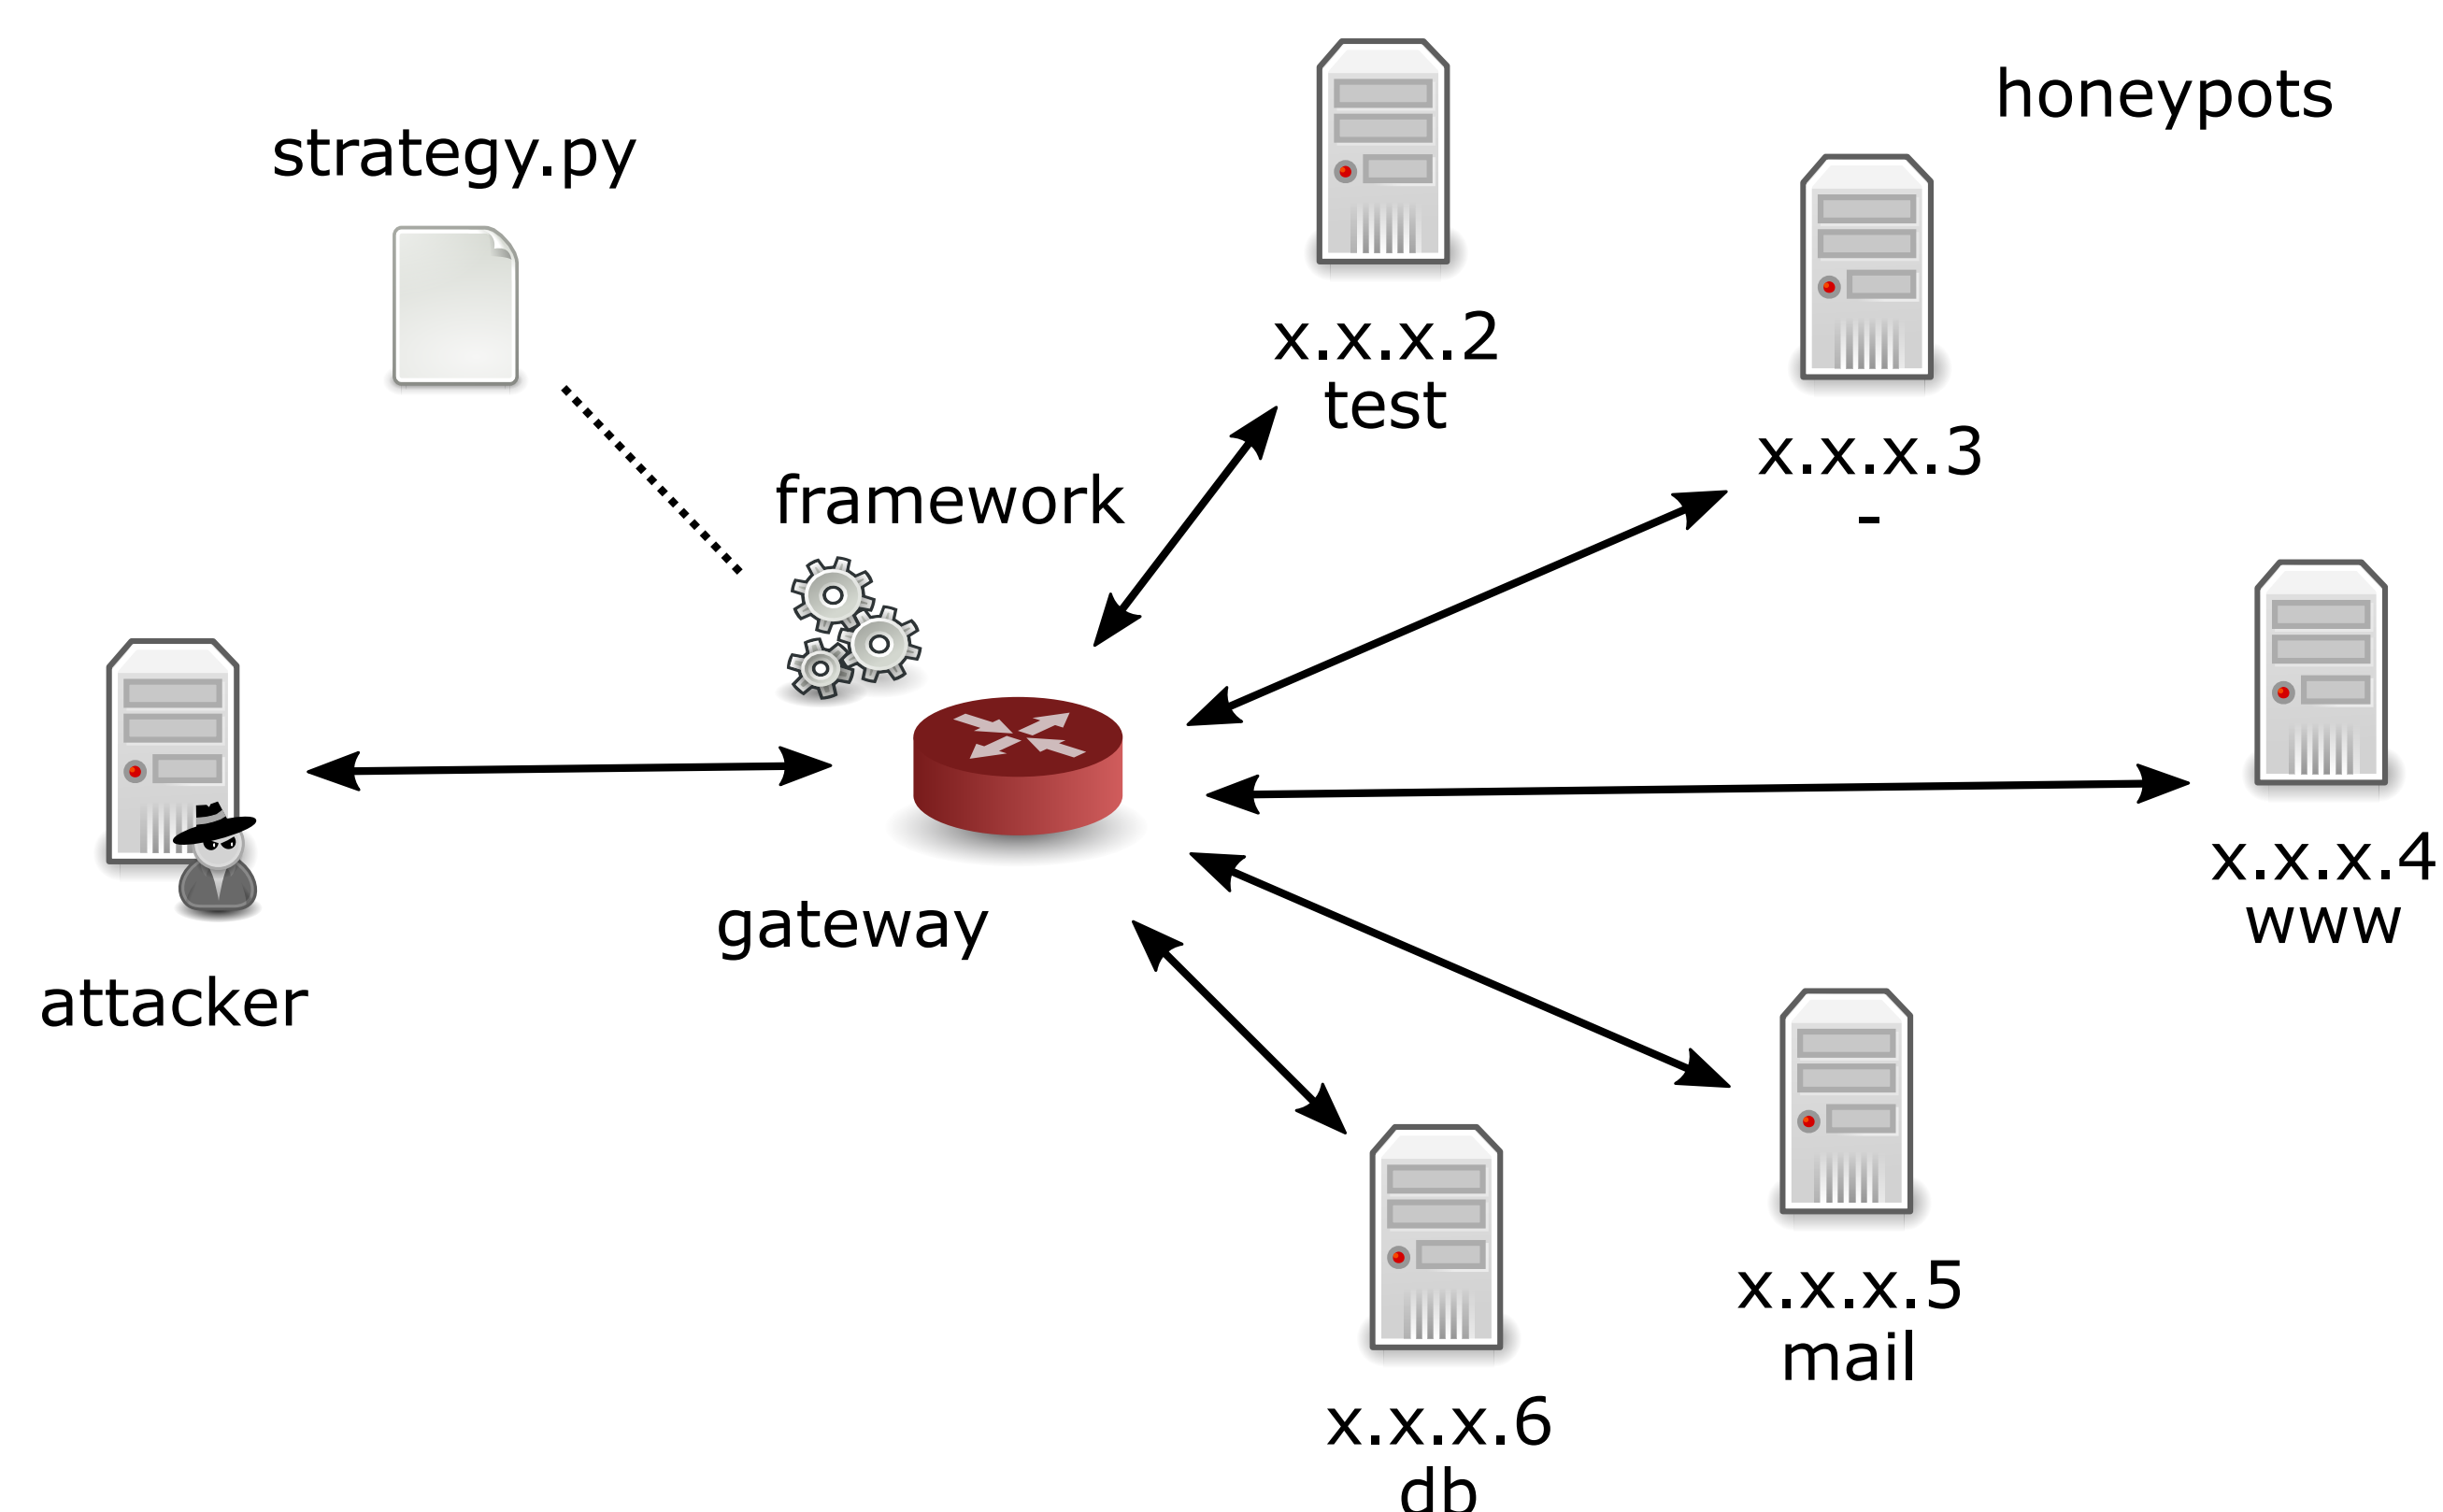 honeypots
strategy.py
x.x.x.2
test
x.x.x.3
-
framework
x.x.x.4
www
gateway
attacker
x.x.x.5
mail
x.x.x.6
db